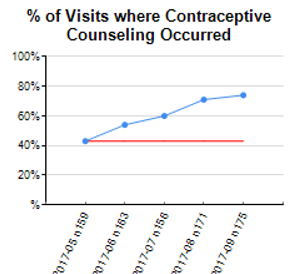 % of Visits where Contraceptive
Counseling Occurred
100%
80%
60%
40%
20%
%
2017-05 n159
2017-06 n163
2017-07 n156
2017-08 n171
2017-09 n175